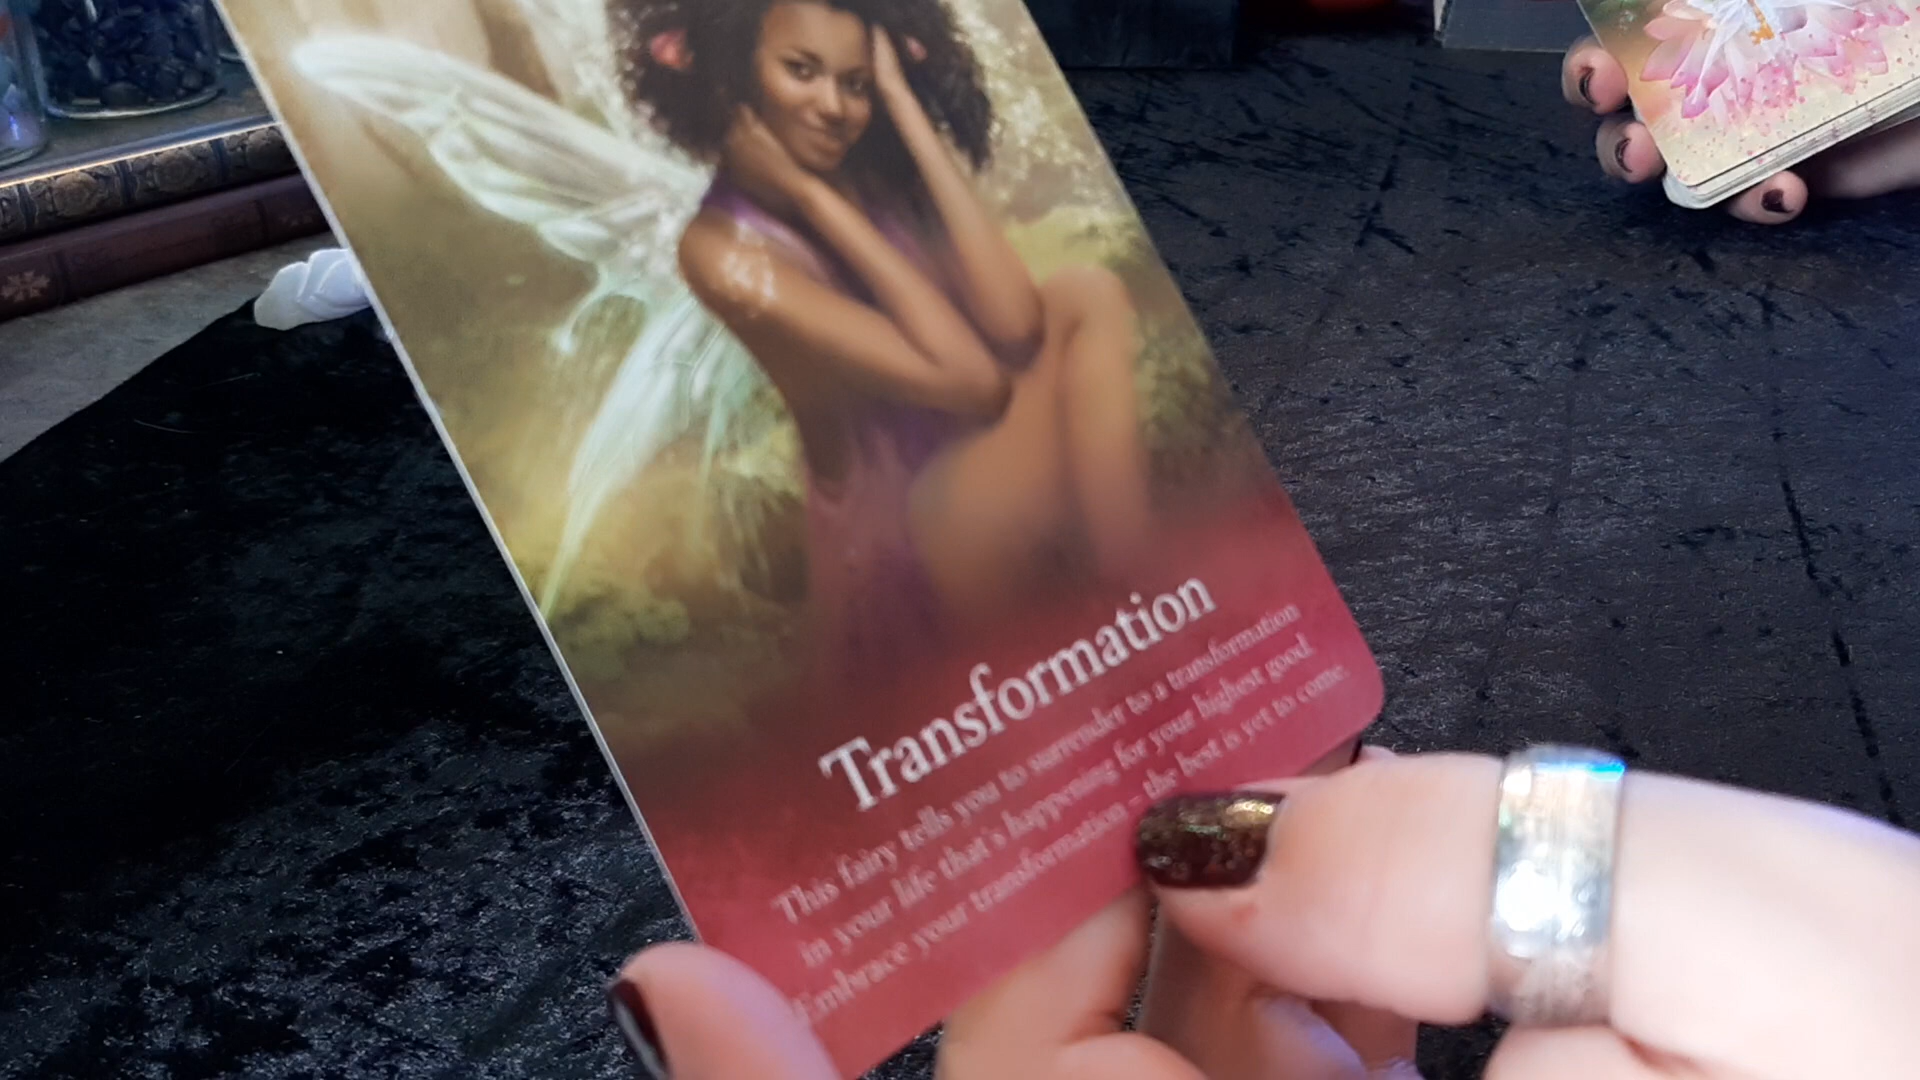 Transformation
This fairy tells you to surrender to a transformation
in your life that's happening for your highest good.
Embrace your transformation – the best is yet to come.